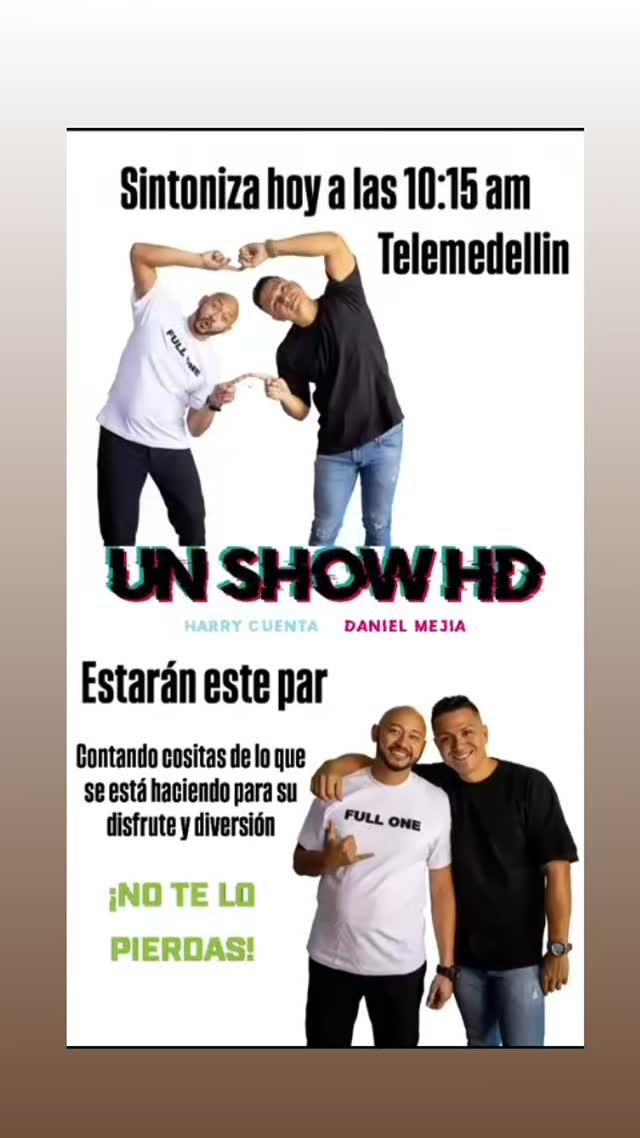 Sintoniza hoy a las 10:15 am
Telemedellin
FULL ONE
UN SHOW HD
HARRY CUENTA DANIEL MEJIA
Estarán este par
Contando cositas de lo que
se está haciendo para su
disfrute y diversión
FULL ONE
¡NO TE LO
PIERDAS!